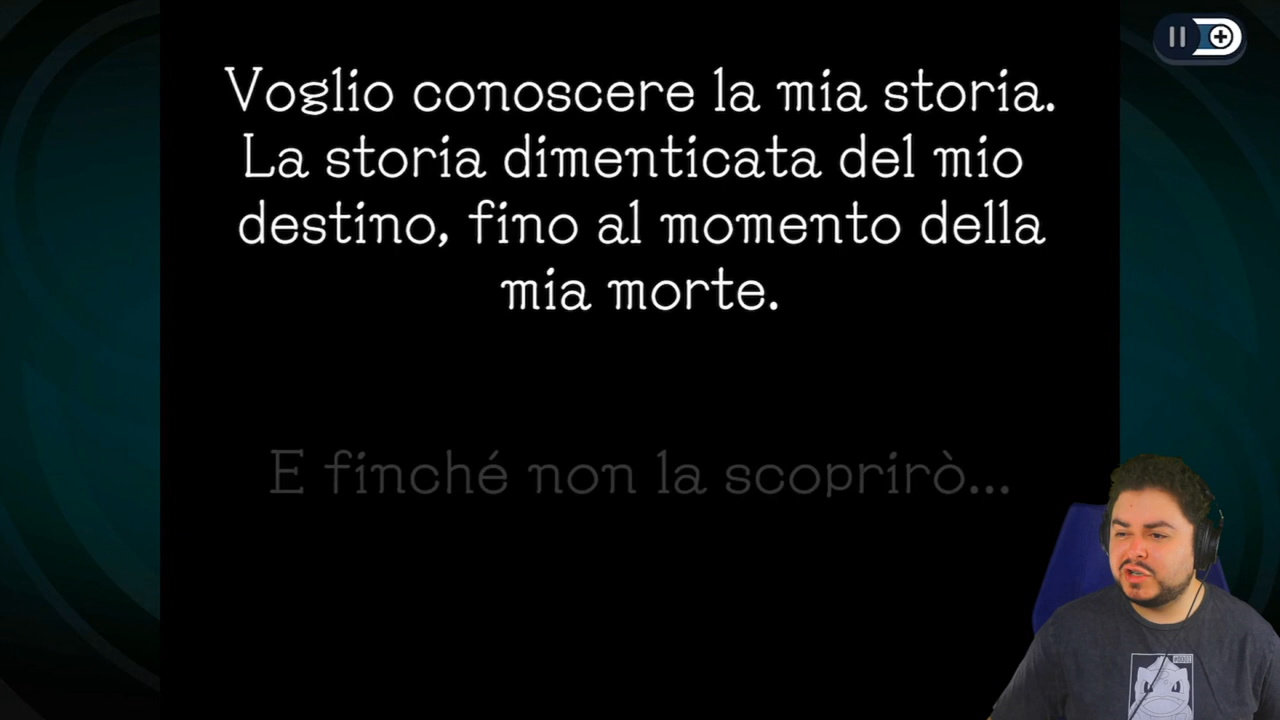 Voglio conoscere la mia storia.
La storia dimenticata del mio
destino, fino al momento della
mia morte.
E finché non la scoprirò...